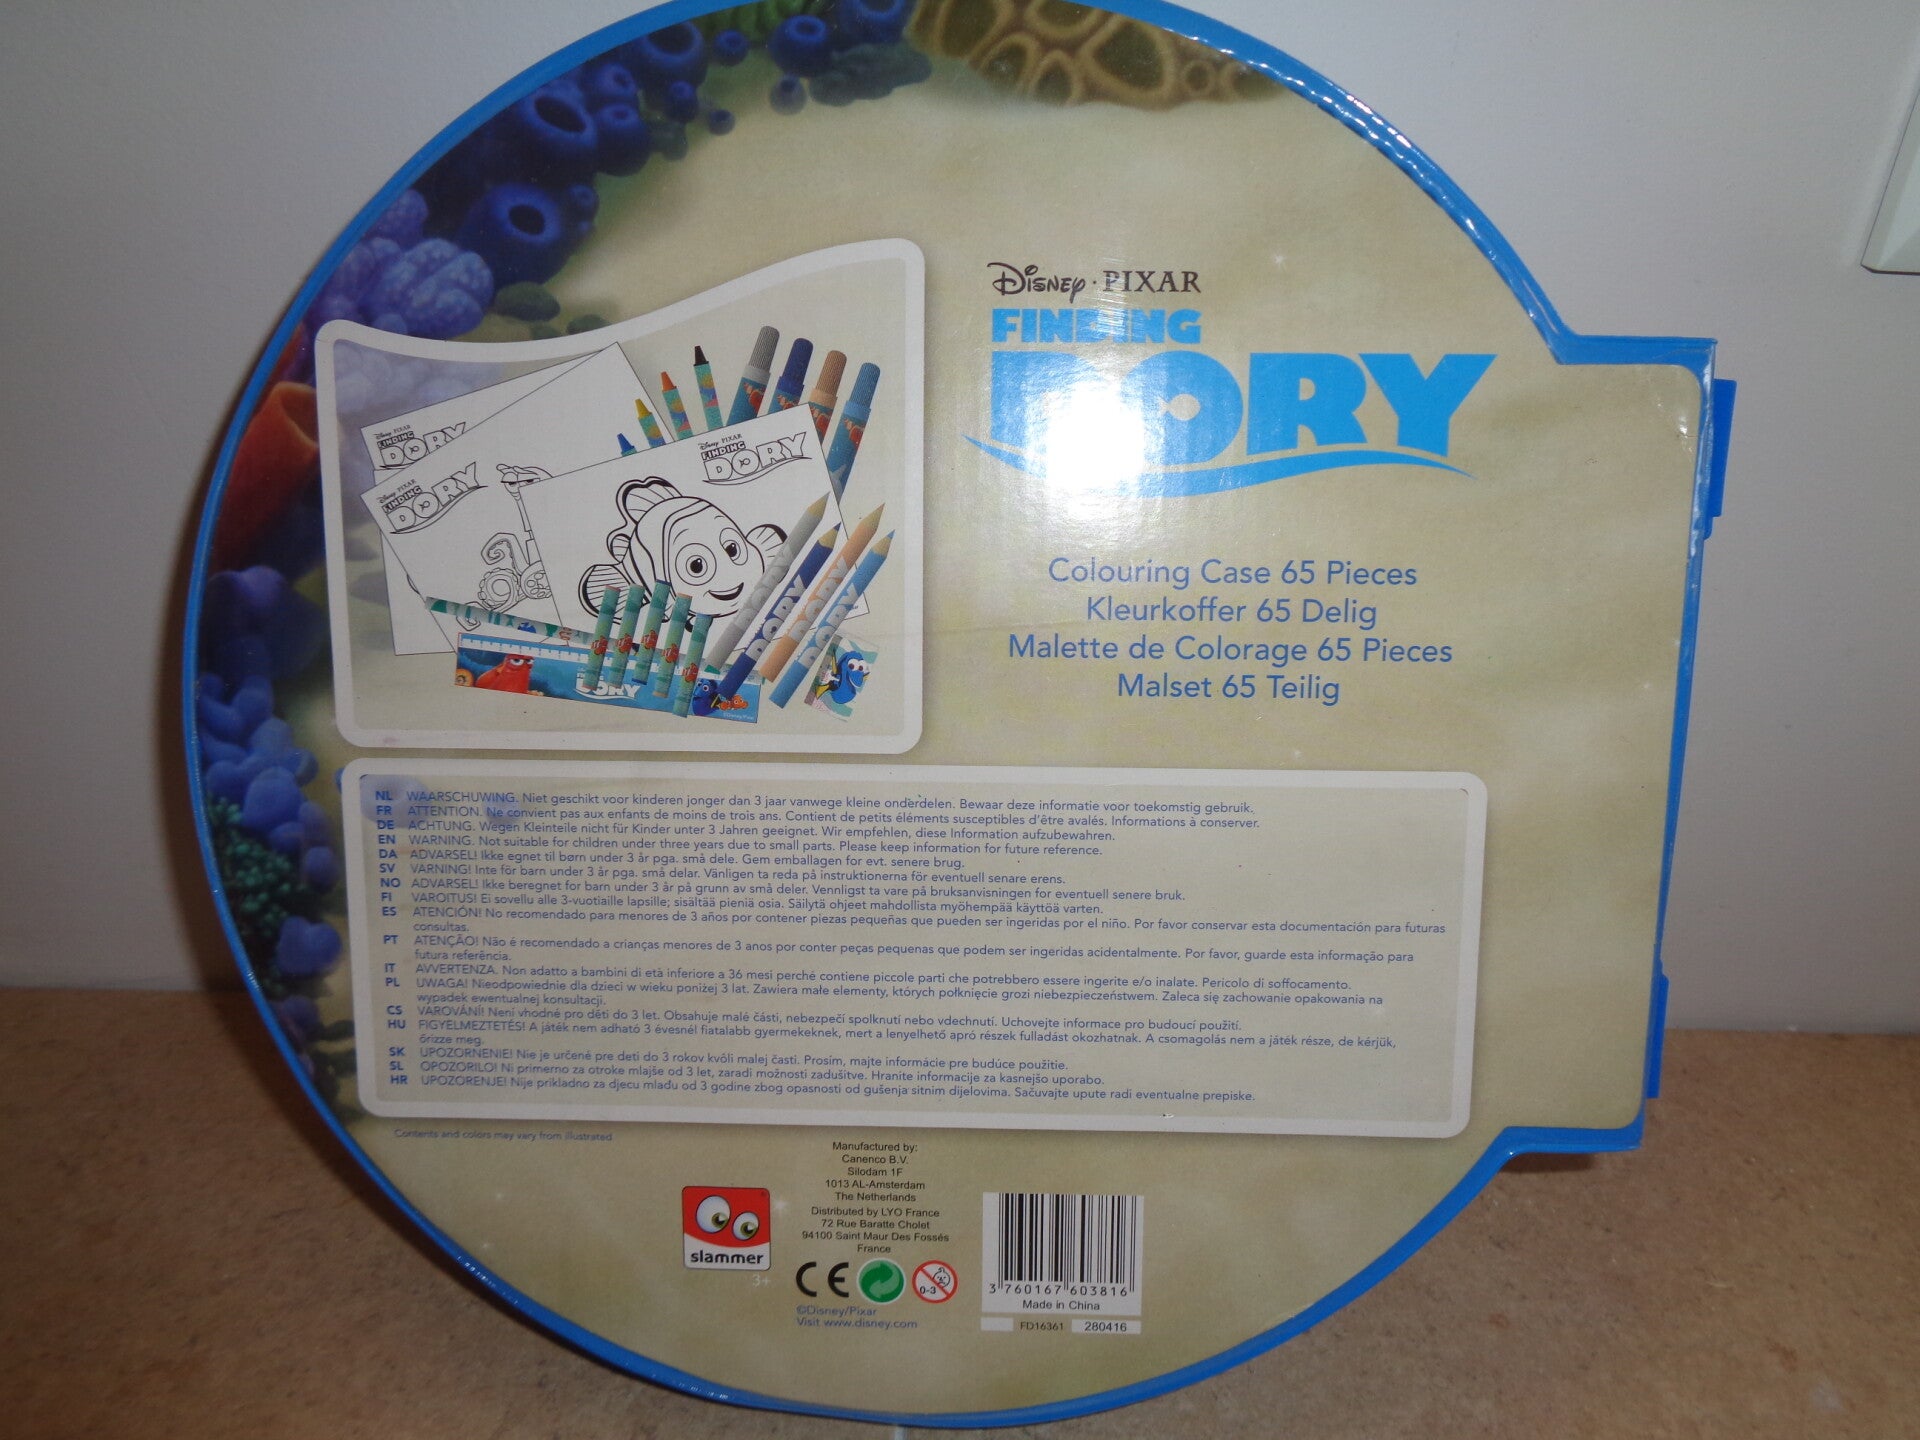 Disney · PIXAR
FINDING
DORY
Disney PIXAR
FINDING
DORY
Disney PIXAR
FINDING
DORY
Disney PIXAR
FINDING
DORY
DORY
DORY
DORY
DORY
©Disney/Pixar
Colouring Case 65 Pieces
Kleurkoffer 65 Delig
Malette de Colorage 65 Pieces
Malset 65 Teilig
NL WAARSCHUWING. Niet geschikt voor kinderen jonger dan 3 jaar vanwege kleine onderdelen. Bewaar deze informatie voor toekomstig gebruik.
FR ATTENTION. Ne convient pas aux enfants de moins de trois ans. Contient de petits éléments susceptibles d'être avalés. Informations à conserver.
DE ACHTUNG. Wegen Kleinteile nicht für Kinder unter 3 Jahren geeignet. Wir empfehlen, diese Information aufzubewahren.
EN WARNING. Not suitable for children under three years due to small parts. Please keep information for future reference.
DA ADVARSEL! Ikke egnet til børn under 3 år pga. små dele. Gem emballagen for evt. senere brug.
SV VARNING! Inte för barn under 3 år pga. små delar. Vänligen ta reda på instruktionerna för eventuell senare erens.
NO ADVARSEL! Ikke beregnet for barn under 3 år på grunn av små deler. Vennligst ta vare på bruksanvisningen for eventuell senere bruk.
FI VAROITUS! Ei sovellu alle 3-vuotiaille lapsille; sisältää pieniä osia. Säilytä ohjeet mahdollista myöhempää käyttöä varten.
ES ATENCIÓN! No recomendado para menores de 3 años por contener piezas pequeñas que pueden ser ingeridas por el niño. Por favor conservar esta documentación para futuras
consultas.
PT ATENÇÃO! Não é recomendado a crianças menores de 3 anos por conter peças pequenas que podem ser ingeridas acidentalmente. Por favor, guarde esta informação para
futura referência.
IT AVVERTENZA. Non adatto a bambini di età inferiore a 36 mesi perché contiene piccole parti che potrebbero essere ingerite e/o inalate. Pericolo di soffocamento.
PL UWAGA! Nieodpowiednie dla dzieci w wieku poniżej 3 lat. Zawiera małe elementy, których połknięcie grozi niebezpieczeństwem. Zaleca się zachowanie opakowania na
wypadek ewentualnej konsultacji.
CS VAROVÁNÍ! Není vhodné pro děti do 3 let. Obsahuje malé části, nebezpečí spolknutí nebo vdechnutí. Uchovejte informace pro budoucí použití.
HU FIGYELMEZTETÉS! A játék nem adható 3 évesnél fiatalabb gyermekeknek, mert a lenyelhető apró részek fulladást okozhatnak. A csomagolás nem a játék része, de kérjük,
őrizze meg.
SK UPOZORNENIE! Nie je určené pre deti do 3 rokov kvôli malej časti. Prosím, majte informácie pre budúce použitie.
SL OPOZORILO! Ni primerno za otroke mlajše od 3 let, zaradi možnosti zadušitve. Hranite informacije za kasnejšo uporabo.
HR UPOZORENJE! Nije prikladno za djecu mlađu od 3 godine zbog opasnosti od gušenja sitnim dijelovima. Sačuvajte upute radi eventualne prepiske.
Contents and colors may vary from illustrated
slammer
3+
Manufactured by:
Canenco B.V.
Silodam 1F
1013 AL-Amsterdam
The Netherlands
Distributed by LYO France
72 Rue Baratte Cholet
94100 Saint Maur Des Fossés
France
CE
0-3
©Disney/Pixar
Visit www.disney.com
3 760167 603816
Made in China
FD16361 280416